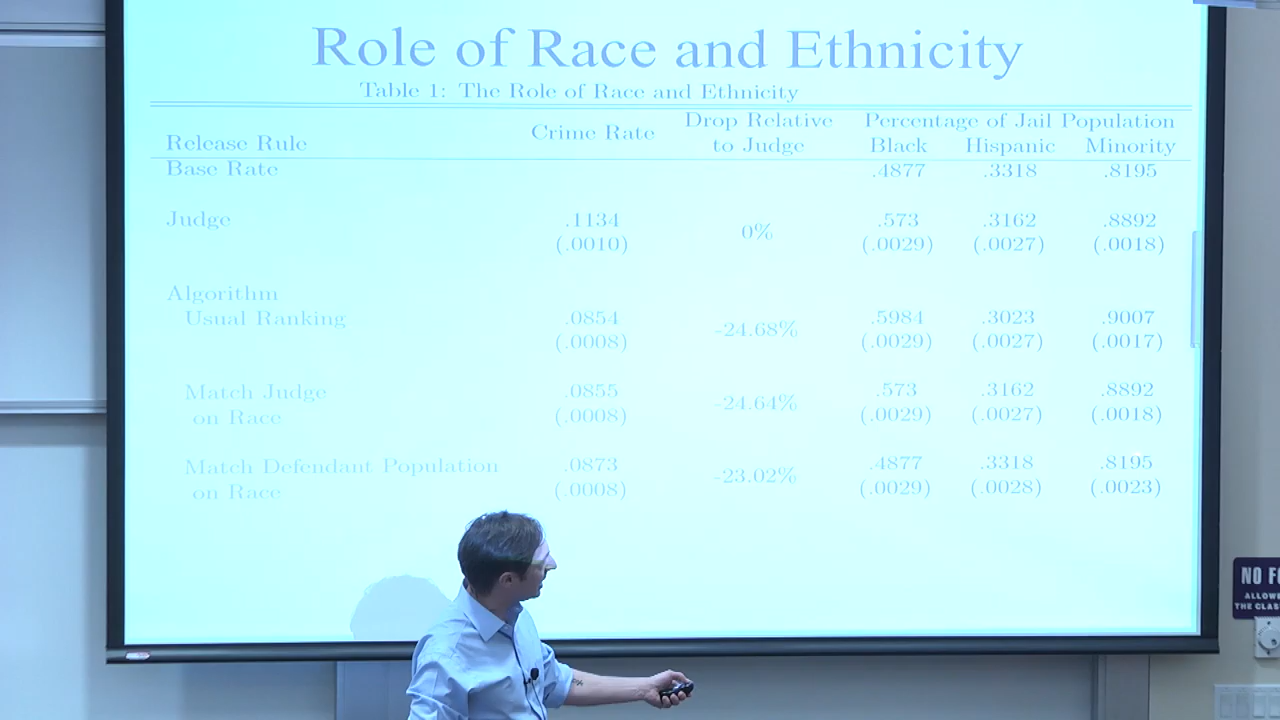 Role of Race and Ethnicity
Table 1: The Role of Race and Ethnicity
Release Rule Crime Rate Drop Relative to Judge Percentage of Jail Population
Black Hispanic Minority
Base Rate .4877 .3318 .8195
Judge .1134 0% .573 .3162 .8892
(.0010) (.0029) (.0027) (.0018)
Algorithm
Usual Ranking .0854 -24.68% .5984 .3023 .9007
(.0008) (.0029) (.0027) (.0017)
Match Judge .0855 -24.64% .573 .3162 .8892
on Race (.0008) (.0029) (.0027) (.0018)
Match Defendant Population .0873 -23.02% .4877 .3318 .8195
on Race (.0008) (.0029) (.0028) (.0023)
NO
THE